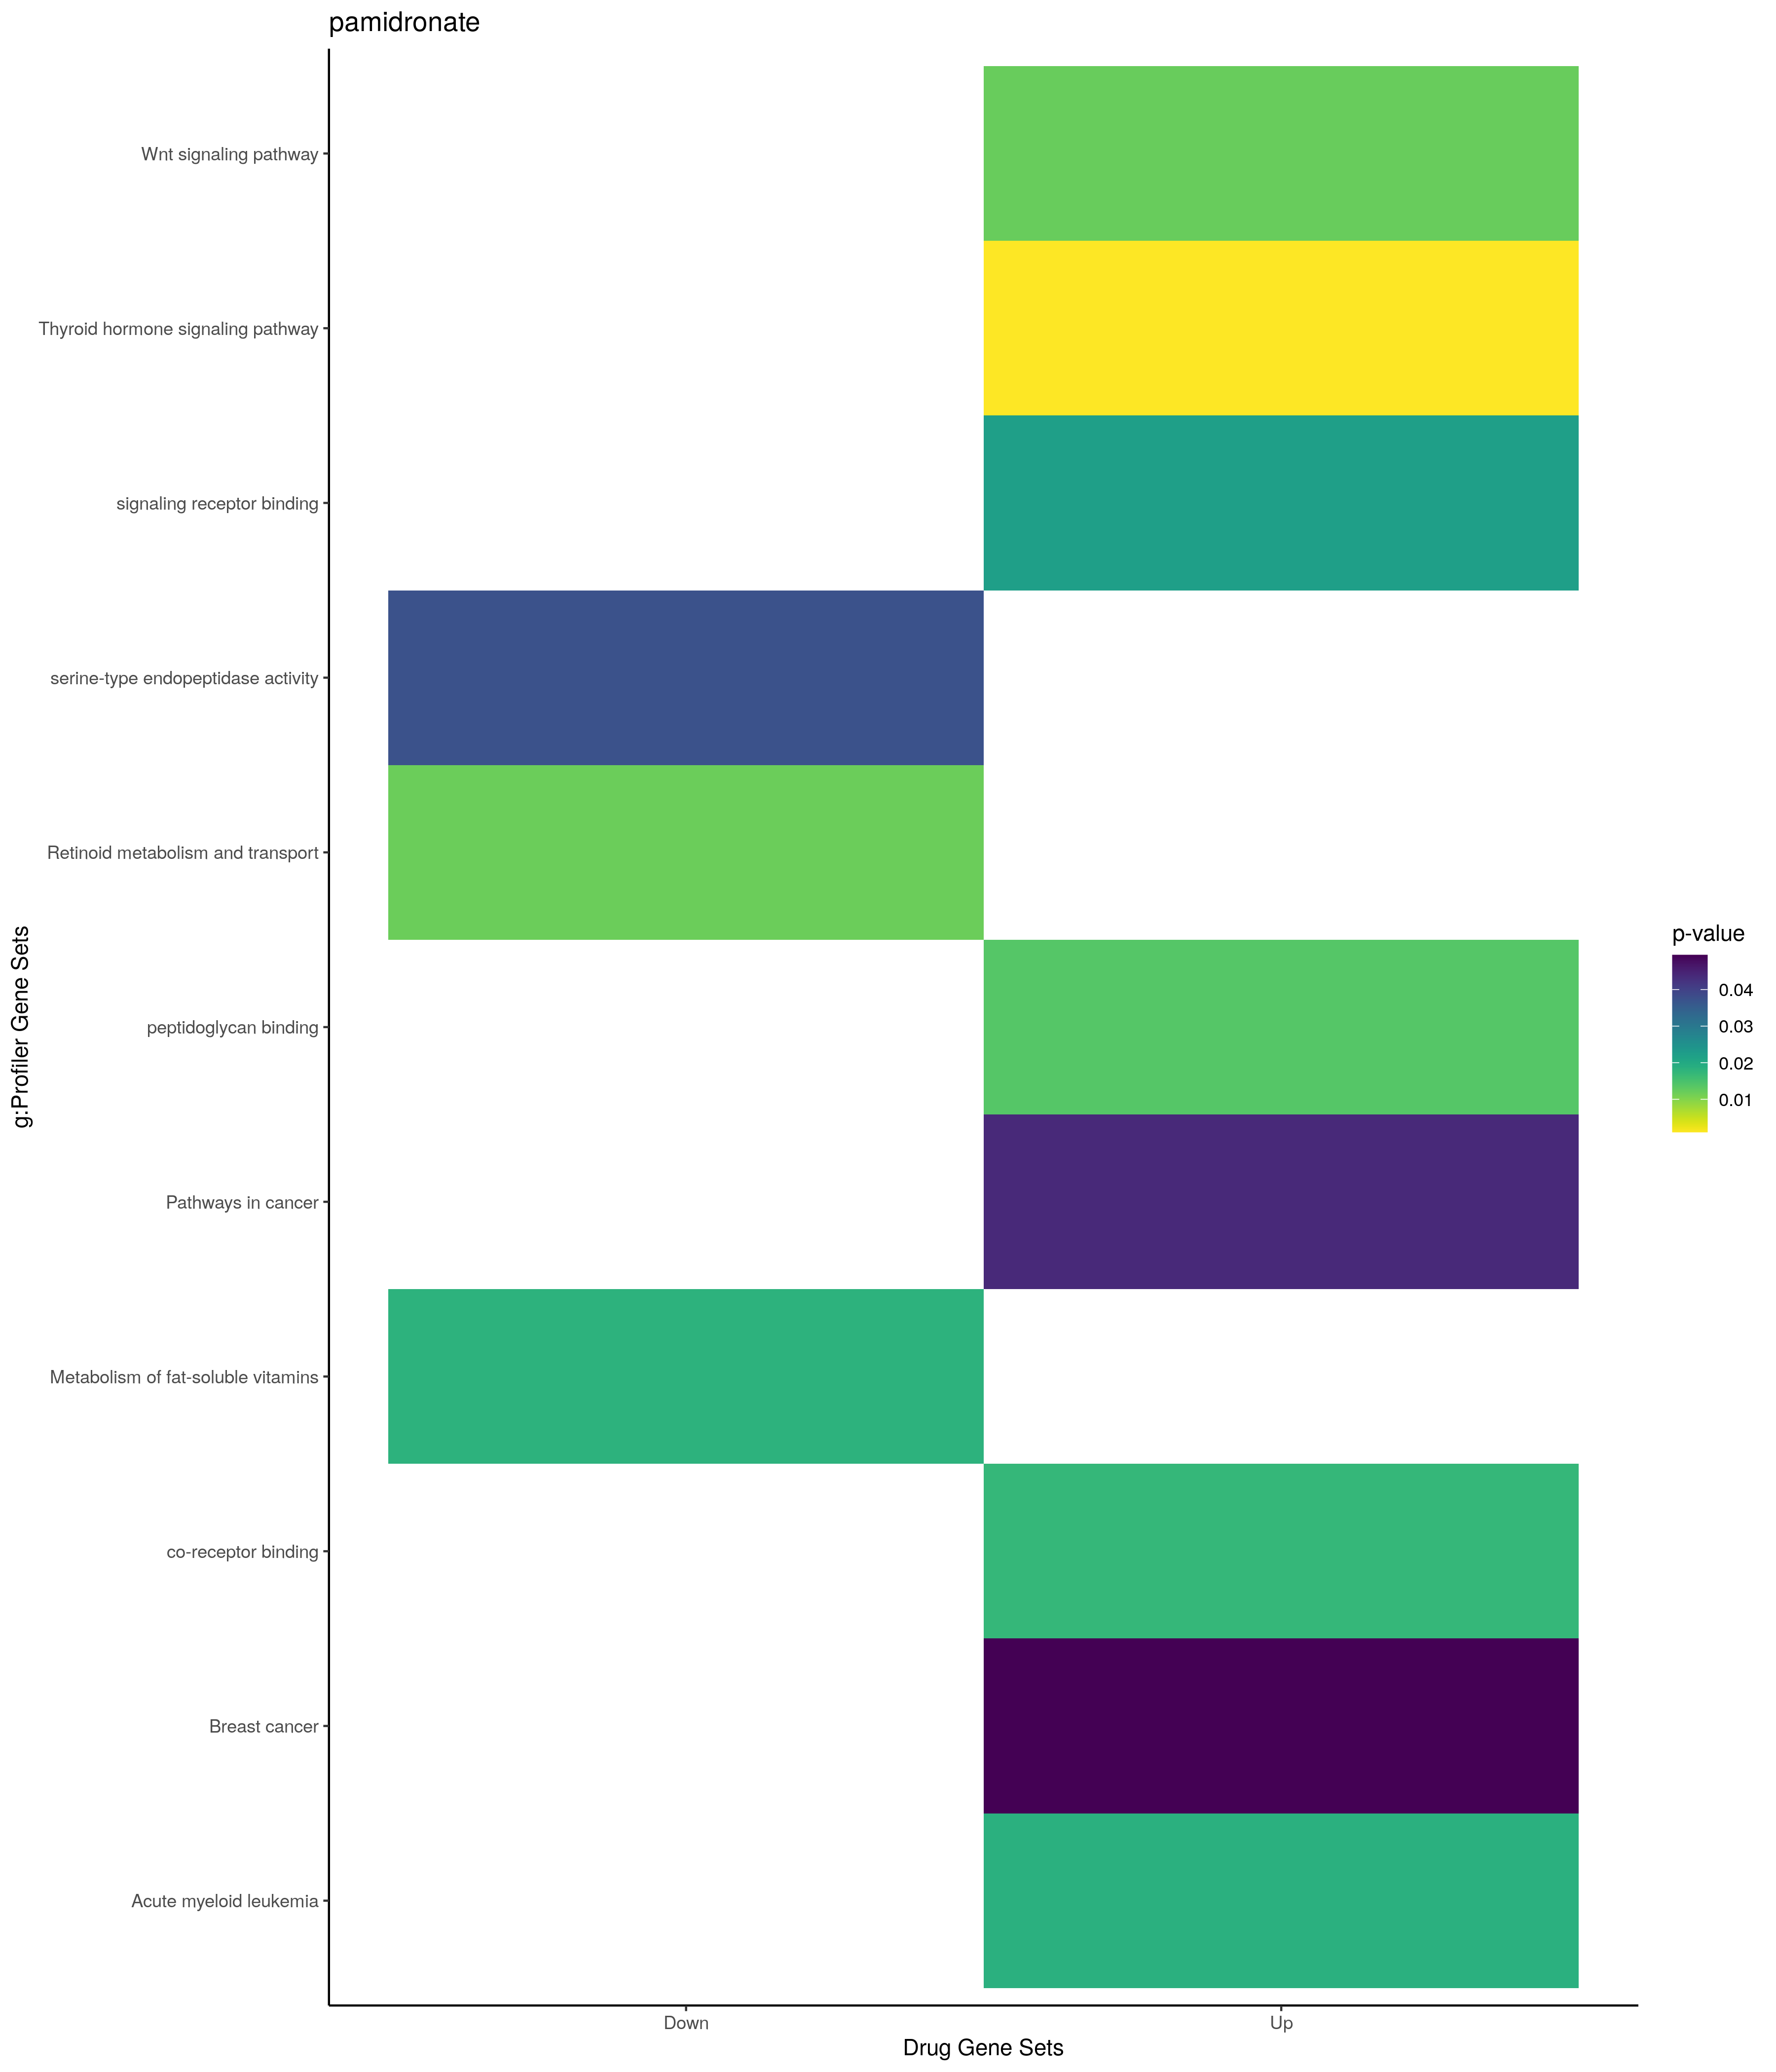 pamidronate
Wnt signaling pathway
Thyroid hormone signaling pathway
signaling receptor binding
serine-type endopeptidase activity
Retinoid metabolism and transport
peptidoglycan binding
Pathways in cancer
Metabolism of fat-soluble vitamins
co-receptor binding
Breast cancer
Acute myeloid leukemia
g:Profiler Gene Sets
Down
Up
Drug Gene Sets
p-value
0.04
0.03
0.02
0.01